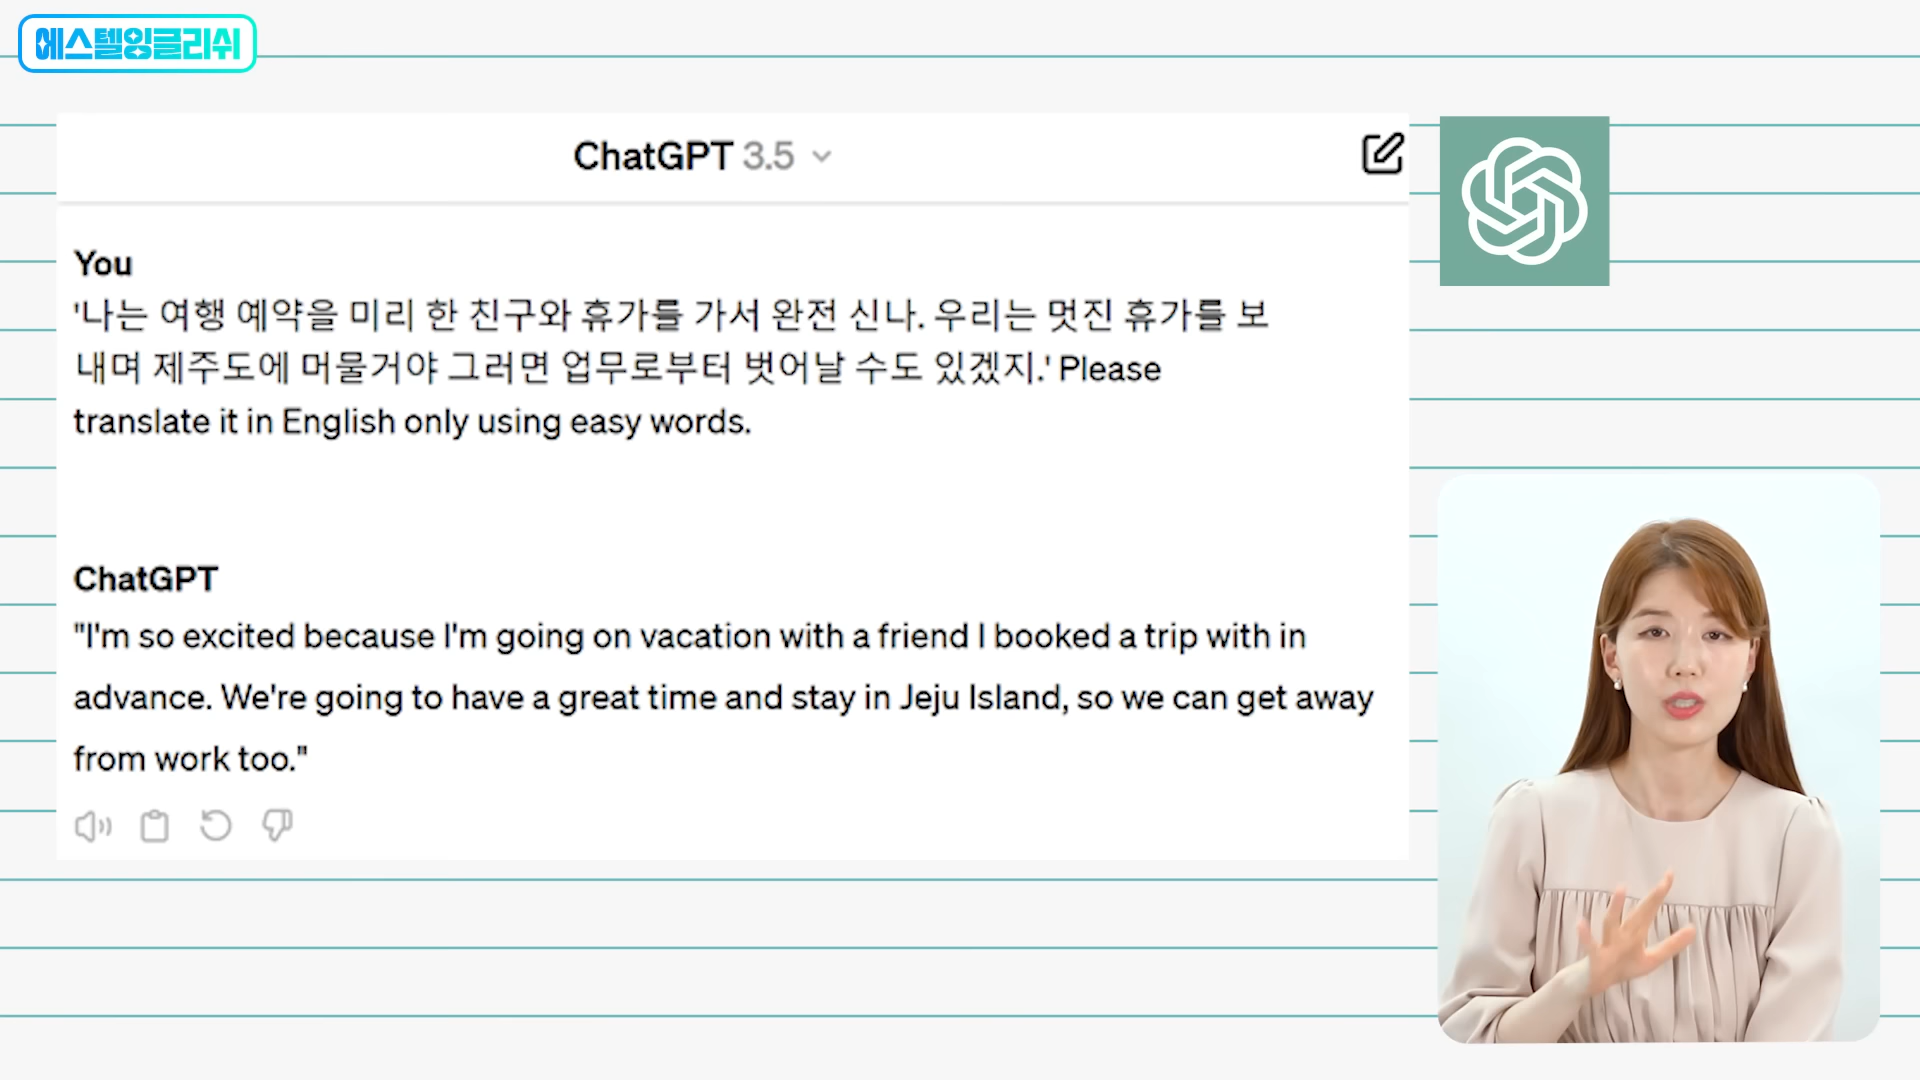 에스텔잉글리쉬
ChatGPT 3.5
You
'나는 여행 예약을 미리 한 친구와 휴가를 가서 완전 신나. 우리는 멋진 휴가를 보
내며 제주도에 머물거야 그러면 업무로부터 벗어날 수도 있겠지.' Please
translate it in English only using easy words.
ChatGPT
"I'm so excited because I'm going on vacation with a friend I booked a trip with in
advance. We're going to have a great time and stay in Jeju Island, so we can get away
from work too."